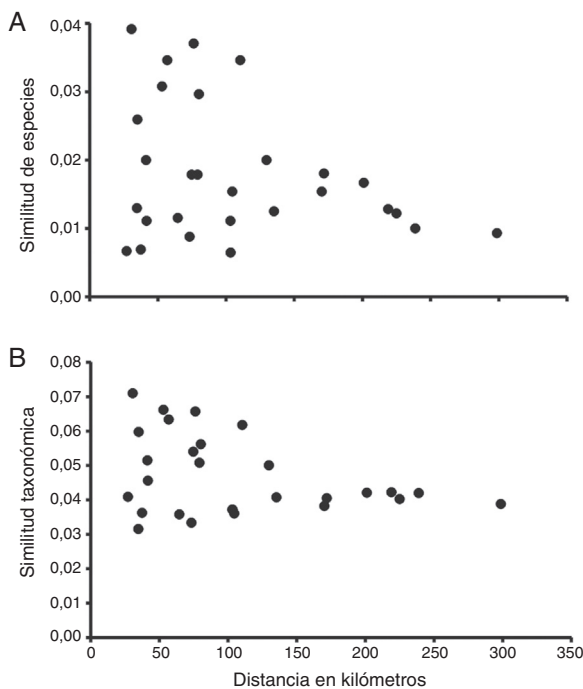 A
Similitud de especies
0,04
0,03
0,02
0,01
0,00
B
Similitud taxonómica
0,08
0,07
0,06
0,05
0,04
0,03
0,02
0,01
0,00
0 50 100 150 200 250 300 350
Distancia en kilómetros